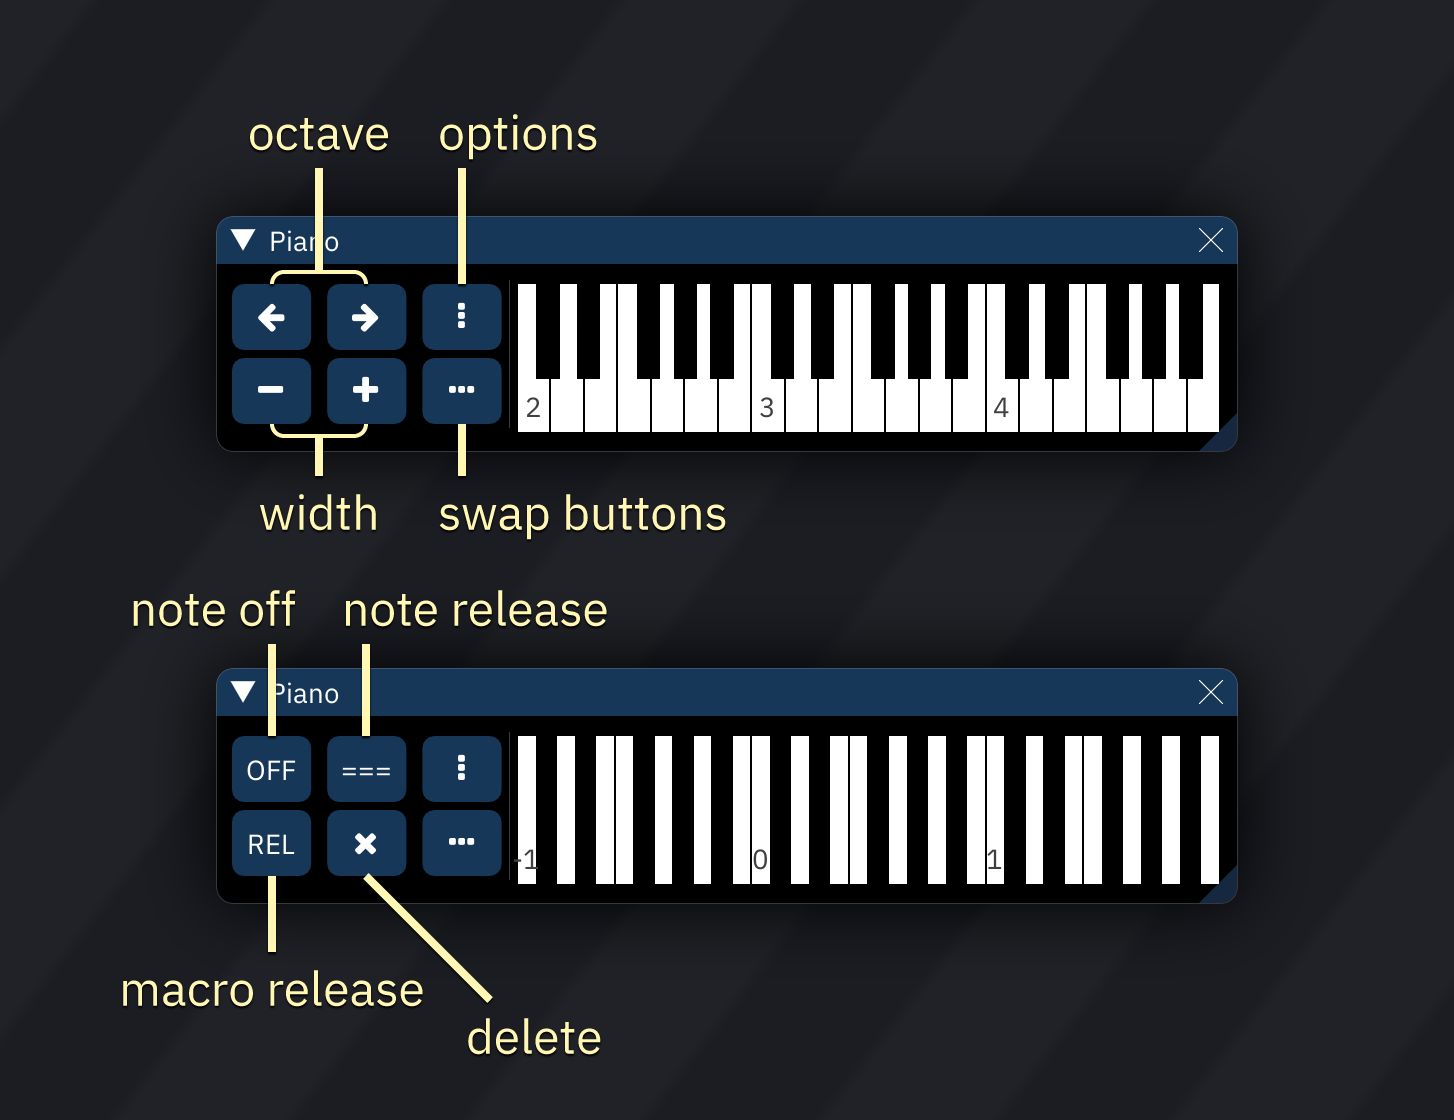 octave options
Piano
2 3 4
width swap buttons
note off note release
Piano
OFF ===
REL
-1 0 1
macro release
delete